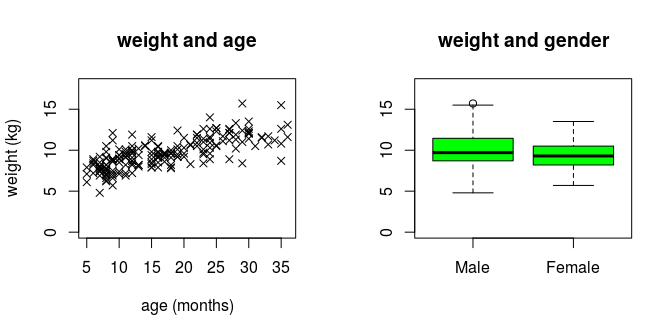 weight and age
weight (kg)
15
10
5
0
5 10 15 20 25 30 35
age (months)
weight and gender
15
10
5
0
Male Female